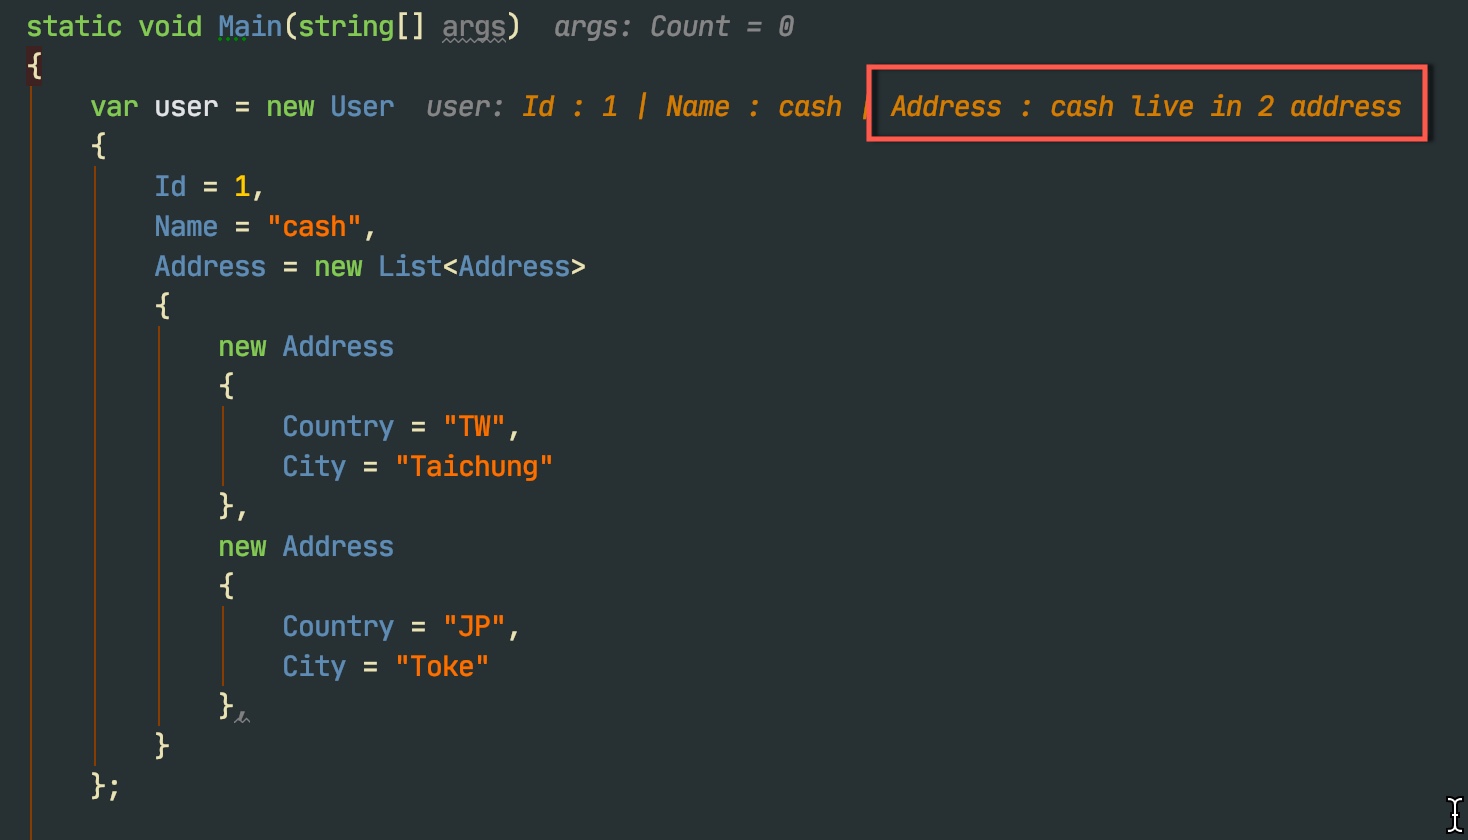 static void Main(string[] args)  args: Count = 0
{
    var user = new User  user: Id : 1 | Name : cash | Address : cash live in 2 address
    {
        Id = 1,
        Name = "cash",
        Address = new List<Address>
        {
            new Address
            {
                Country = "TW",
                City = "Taichung"
            },
            new Address
            {
                Country = "JP",
                City = "Toke"
            },
        }
    };